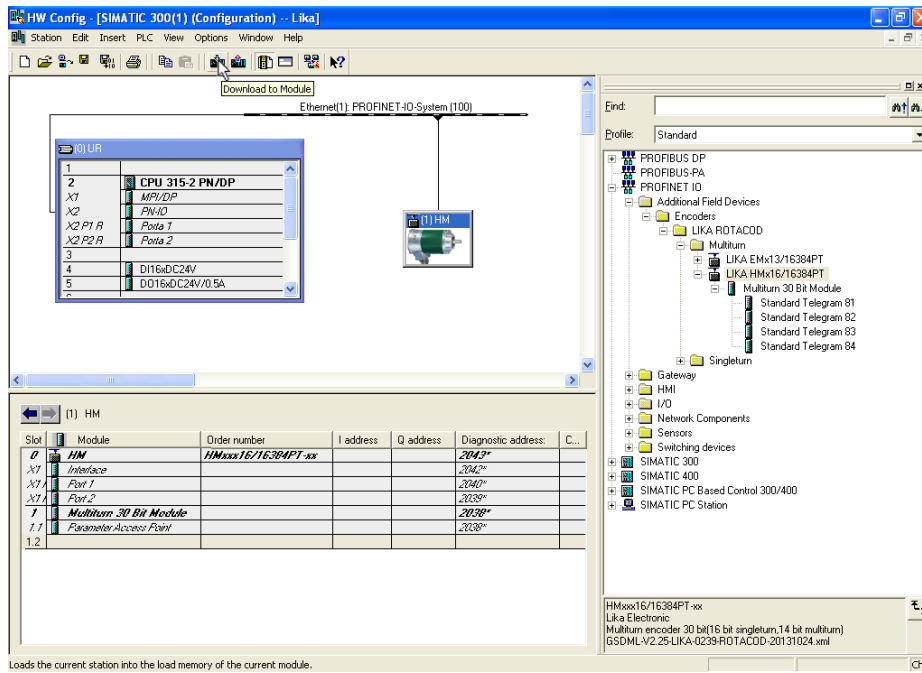 HW Config - [SIMATIC 300(1) (Configuration) -- Lika]
Station Edit Insert PLC View Options Window Help
Download to Module
Ethernet(1): PROFINET-IO-System (100)
(0) UR
1
2 CPU 315-2 PN/DP
X1 MPI/DP
X2 PN-IO
X2 P1 R Porta 1
X2 P2 R Porta 2
3
4 DI16xDC24V
5 DO16xDC24V/0.5A
(1) HM
Find:
Profile: Standard
PROFIBUS DP
PROFIBUS-PA
PROFINET IO
Additional Field Devices
Encoders
LIKA ROTACOD
Multiturn
LIKA EMx13/16384PT
LIKA HMx16/16384PT
Multiturn 30 Bit Module
Standard Telegram 81
Standard Telegram 82
Standard Telegram 83
Standard Telegram 84
Singleturn
Gateway
HMI
I/O
Network Components
Sensors
Switching devices
SIMATIC 300
SIMATIC 400
SIMATIC PC Based Control 300/400
SIMATIC PC Station
(1) HM
Slot Module Order number I address Q address Diagnostic address: C...
0 HM HMxxx16/16384PT-xx 2043*
X1 Interface 2042*
X1 Port 1 2040*
X1 Port 2 2039*
1 Multiturn 30 Bit Module 2038*
1.1 Parameter Access Point 2038*
1.2
HMxxx16/16384PT-xx
Lika Electronic
Multiturn encoder 30 bit(16 bit singleturn,14 bit multiturn)
GSDML-V2.25-LIKA-0239-ROTACOD-20131024.xml
Loads the current station into the load memory of the current module.